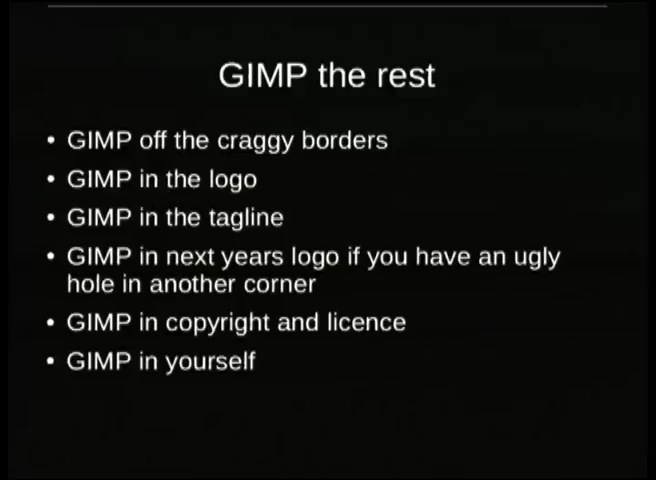 GIMP the rest
• GIMP off the craggy borders
• GIMP in the logo
• GIMP in the tagline
• GIMP in next years logo if you have an ugly
hole in another corner
• GIMP in copyright and licence
• GIMP in yourself